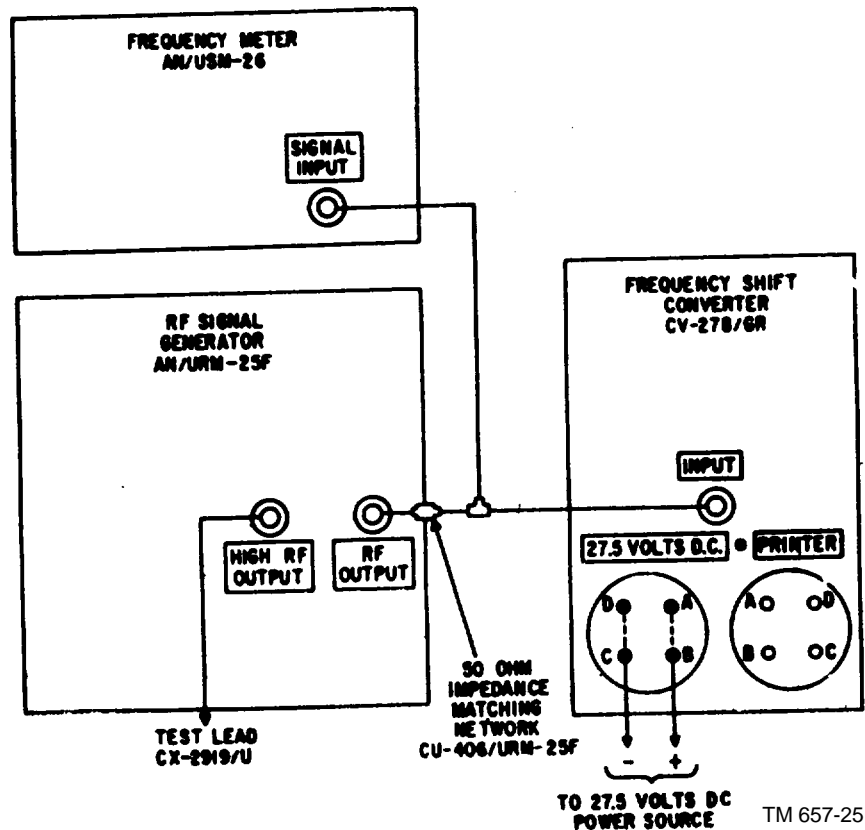 FREQUENCY METER
AN/USM-26
SIGNAL
INPUT
RF SIGNAL
GENERATOR
AN/URM-25F
HIGH RF
OUTPUT
RF
OUTPUT
TEST LEAD
CX-2919/U
50 OHM
IMPEDANCE
MATCHING
NETWORK
CU-406/URM-25F
FREQUENCY SHIFT
CONVERTER
CV-278/GR
INPUT
27.5 VOLTS D.C.
PRINTER
D A
C B
A D
B C
- +
TO 27.5 VOLTS DC
POWER SOURCE
TM 657-25